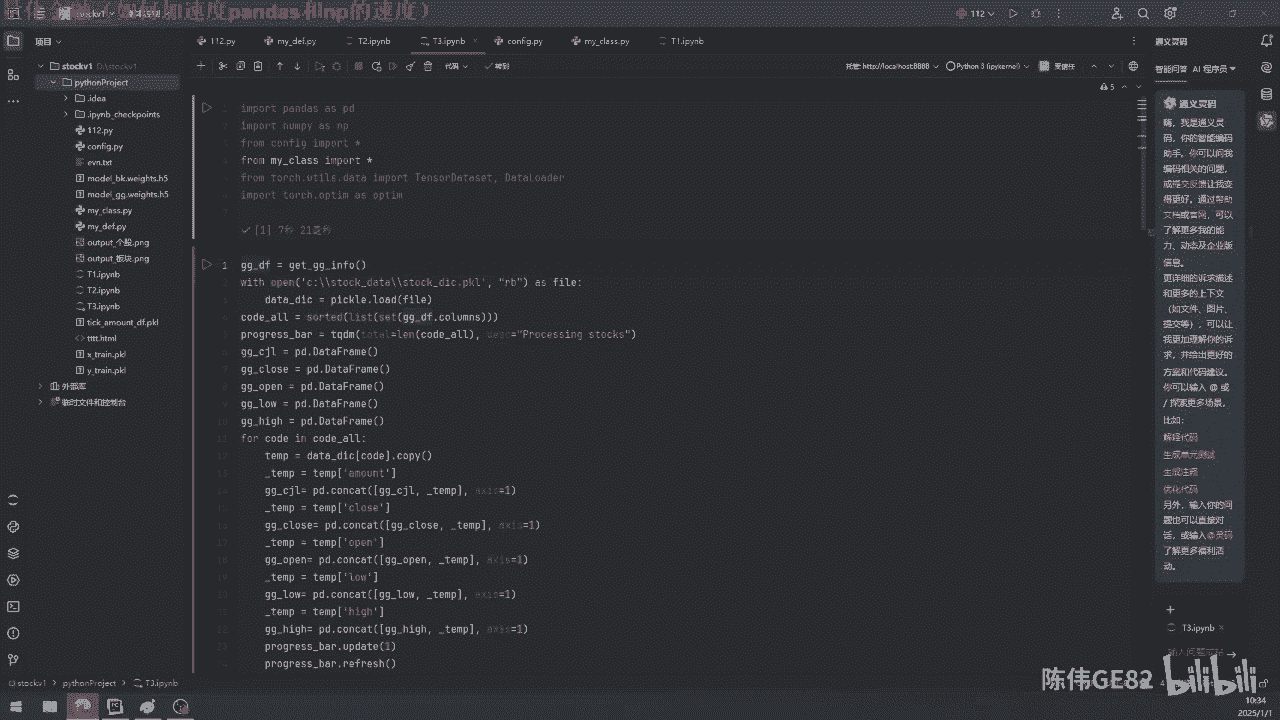 量化金融（如何加速度pandas和np的速度）
stockv1
112
项目
112.py
my_def.py
T2.ipynb
T3.ipynb
config.py
my_class.py
T1.ipynb
通义灵码
stockv1 D:\stockv1
pythonProject
.idea
.ipynb_checkpoints
112.py
config.py
evn.txt
model_bk.weights.h5
model_gg.weights.h5
my_class.py
my_def.py
output_个股.png
output_板块.png
T1.ipynb
T2.ipynb
T3.ipynb
tick_amount_df.pkl
tttt.html
x_train.pkl
y_train.pkl
外部库
临时文件和控制台
代码
托管: http://localhost:8888
Python 3 (ipykernel)
受信任
5
import pandas as pd
import numpy as np
from config import *
from my_class import *
from torch.utils.data import TensorDataset, DataLoader
import torch.optim as optim
[1] 7秒 21毫秒
1 gg_df = get_gg_info()
with open('c:\\stock_data\\stock_dic.pkl', "rb") as file:
data_dic = pickle.load(file)
code_all = sorted(list(set(gg_df.columns)))
progress_bar = tqdm(total=len(code_all), desc="Processing stocks")
gg_cjl = pd.DataFrame()
gg_close = pd.DataFrame()
gg_open = pd.DataFrame()
gg_low = pd.DataFrame()
gg_high = pd.DataFrame()
for code in code_all:
temp = data_dic[code].copy()
_temp = temp['amount']
gg_cjl= pd.concat([gg_cjl, _temp], axis=1)
_temp = temp['close']
gg_close= pd.concat([gg_close, _temp], axis=1)
_temp = temp['open']
gg_open= pd.concat([gg_open, _temp], axis=1)
_temp = temp['low']
gg_low= pd.concat([gg_low, _temp], axis=1)
_temp = temp['high']
gg_high= pd.concat([gg_high, _temp], axis=1)
progress_bar.update(1)
progress_bar.refresh()
智能问答 AI 程序员
通义灵码
嗨，我是通义灵
码，你的智能编码
助手。你可以问我
编码相关的问题，
或提交反馈让我变
得更好。通过帮助
文档或官网，可以
了解更多我的能
力、动态及企业版
信息。
更详细的诉求描述
和更多的上下文
（如文件、图片、
提交等），可以让
我更加理解你的诉
求，并给出更好的
方案和代码建议。
你可以输入 @ 或
/ 探索更多场景。
比如:
解释代码
生成单元测试
生成注释
优化代码
另外，输入你的问
题也可以直接对
话，或输入@灵码
了解更多福利活
动。
T3.ipynb
stockv1
pythonProject
T3.ipynb
陈伟GE82
bilibili
10:34
2025/1/1